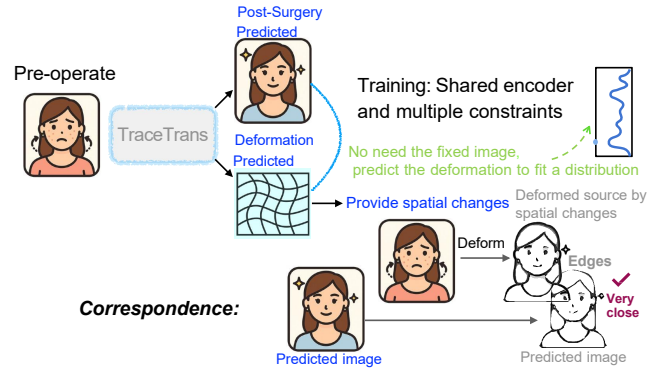 Post-Surgery
Predicted
Pre-operate
TraceTrans
Deformation
Predicted
Training: Shared encoder
and multiple constraints
No need the fixed image,
predict the deformation to fit a distribution
Provide spatial changes
Deformed source by
spatial changes
Deform
Edges
Very
close
Correspondence:
Predicted image
Predicted image